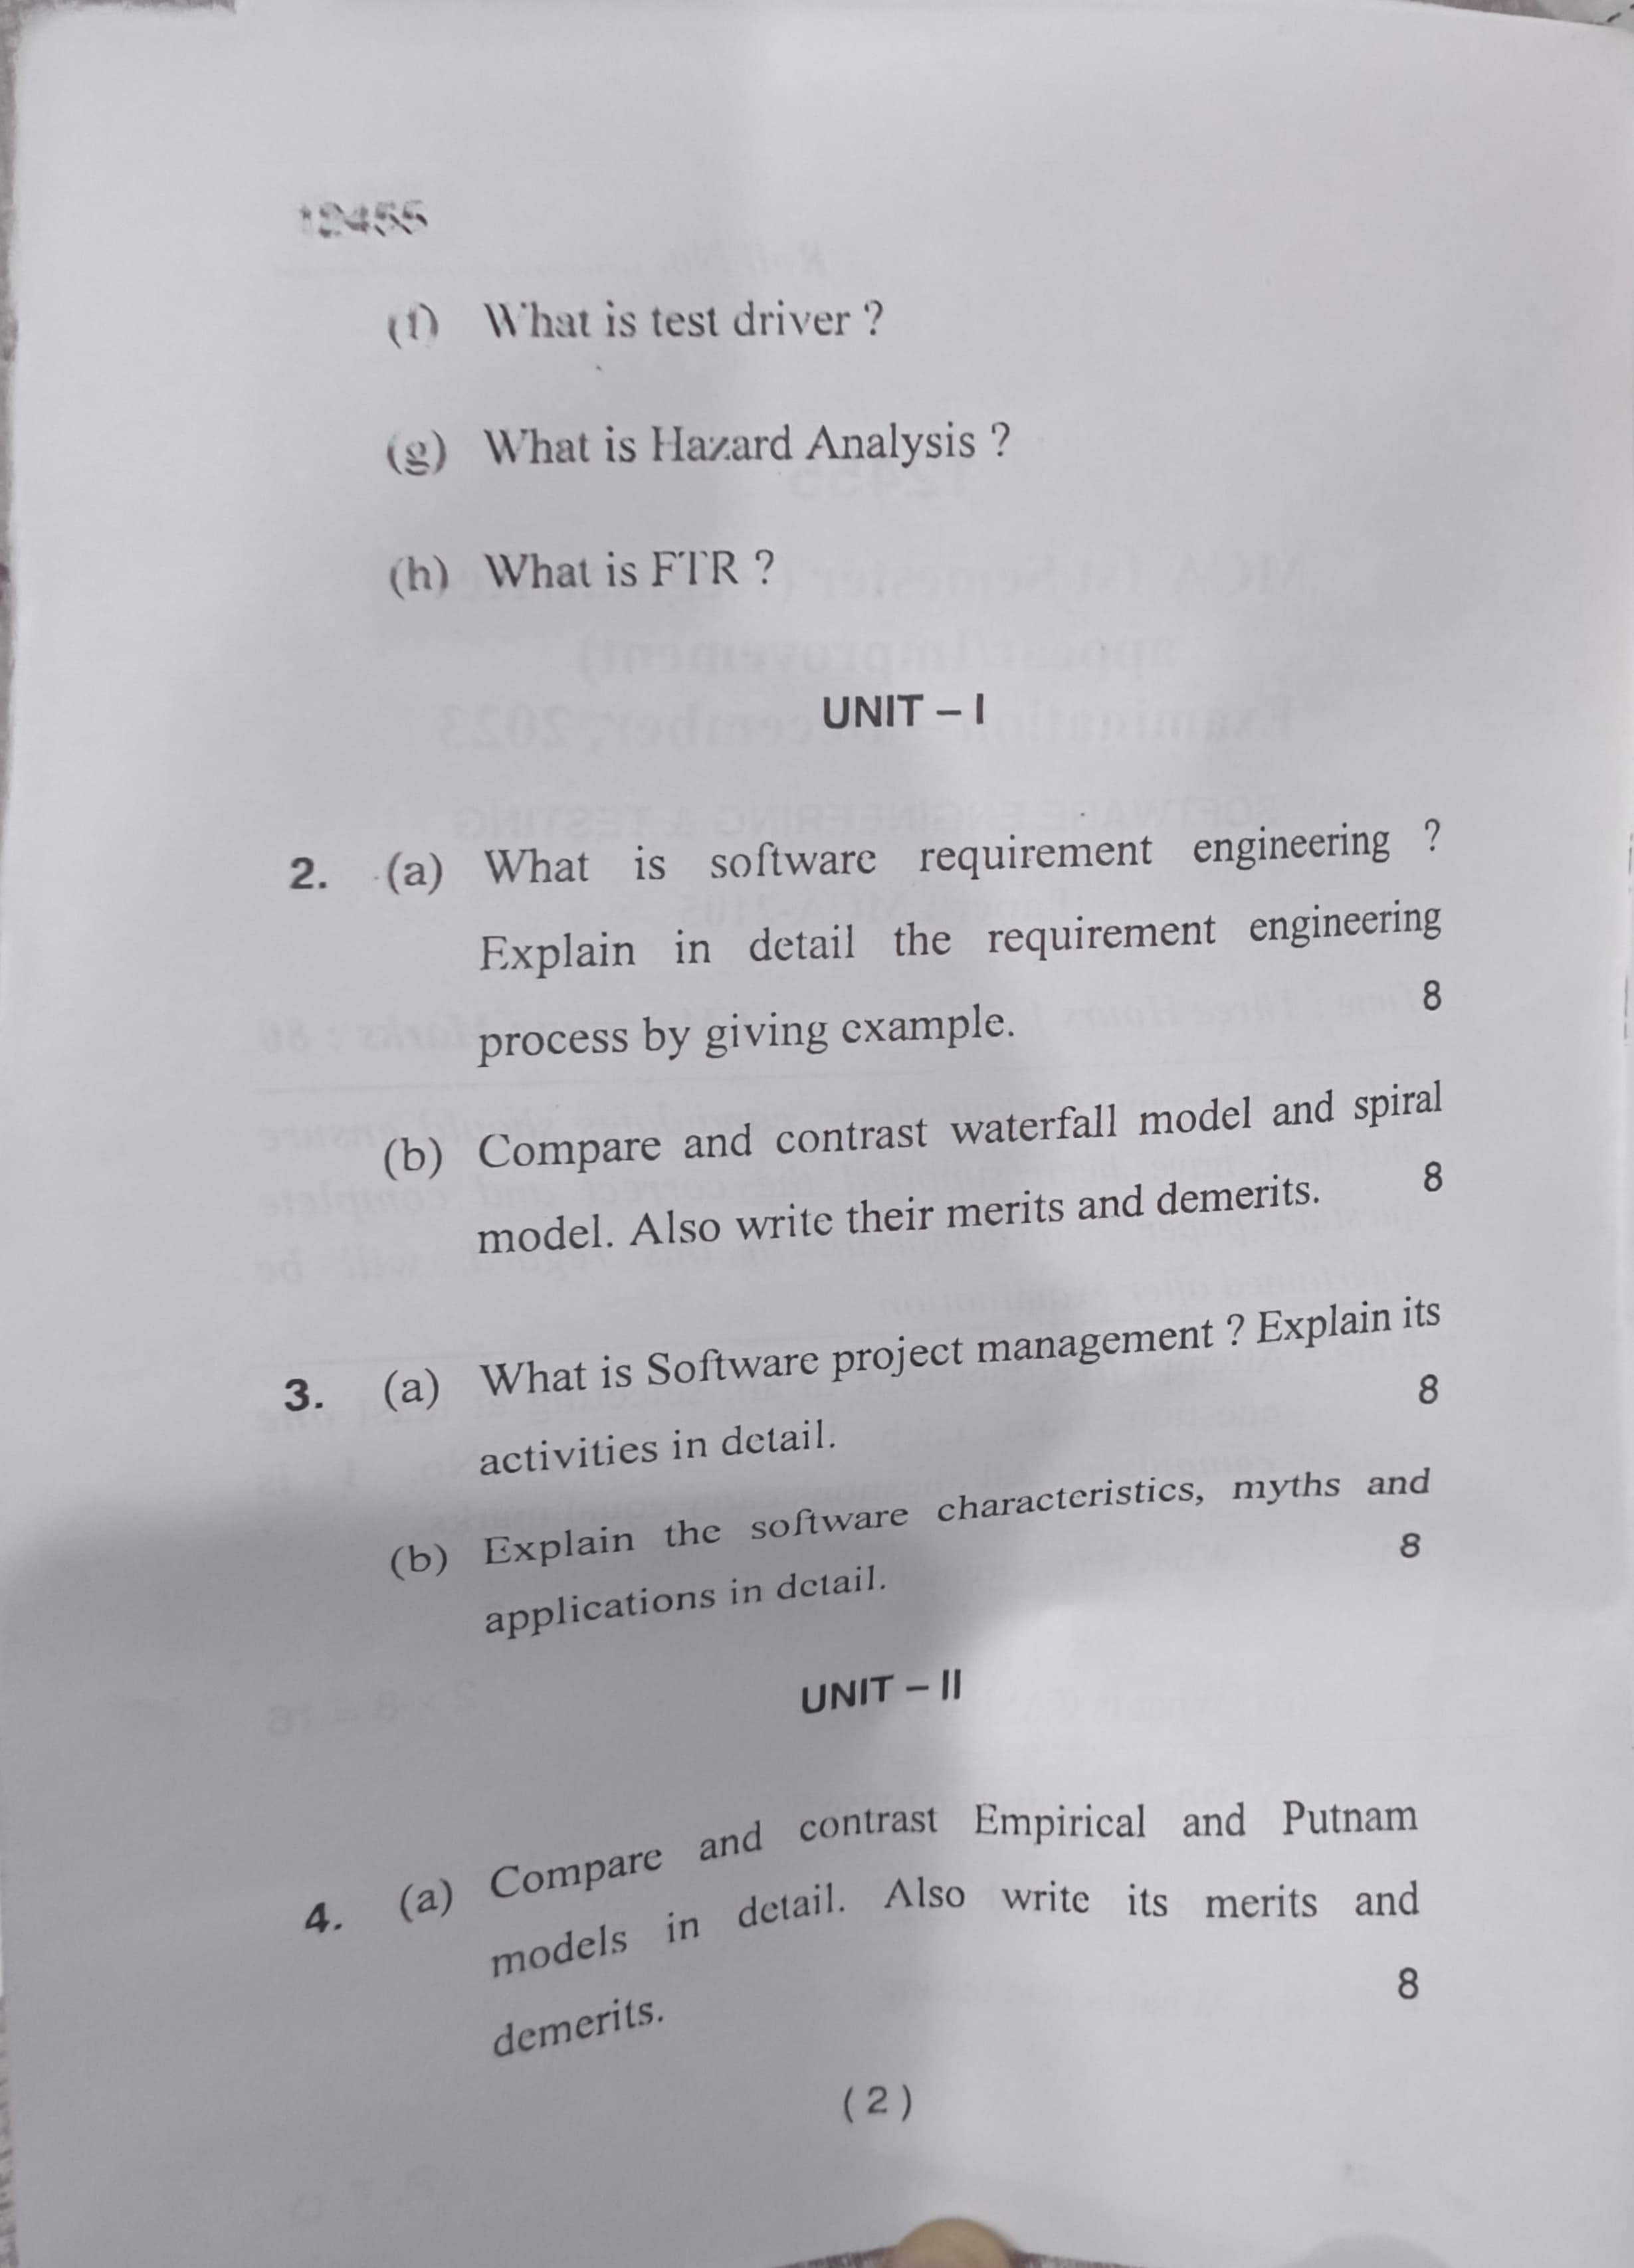 12455
(f) What is test driver ?
(g) What is Hazard Analysis ?
(h) What is FTR ?
UNIT – I
2. (a) What is software requirement engineering ?
Explain in detail the requirement engineering
process by giving example. 8
(b) Compare and contrast waterfall model and spiral
model. Also write their merits and demerits. 8
3. (a) What is Software project management ? Explain its
activities in detail. 8
(b) Explain the software characteristics, myths and
applications in detail. 8
UNIT – II
4. (a) Compare and contrast Empirical and Putnam
models in detail. Also write its merits and
demerits. 8
( 2 )